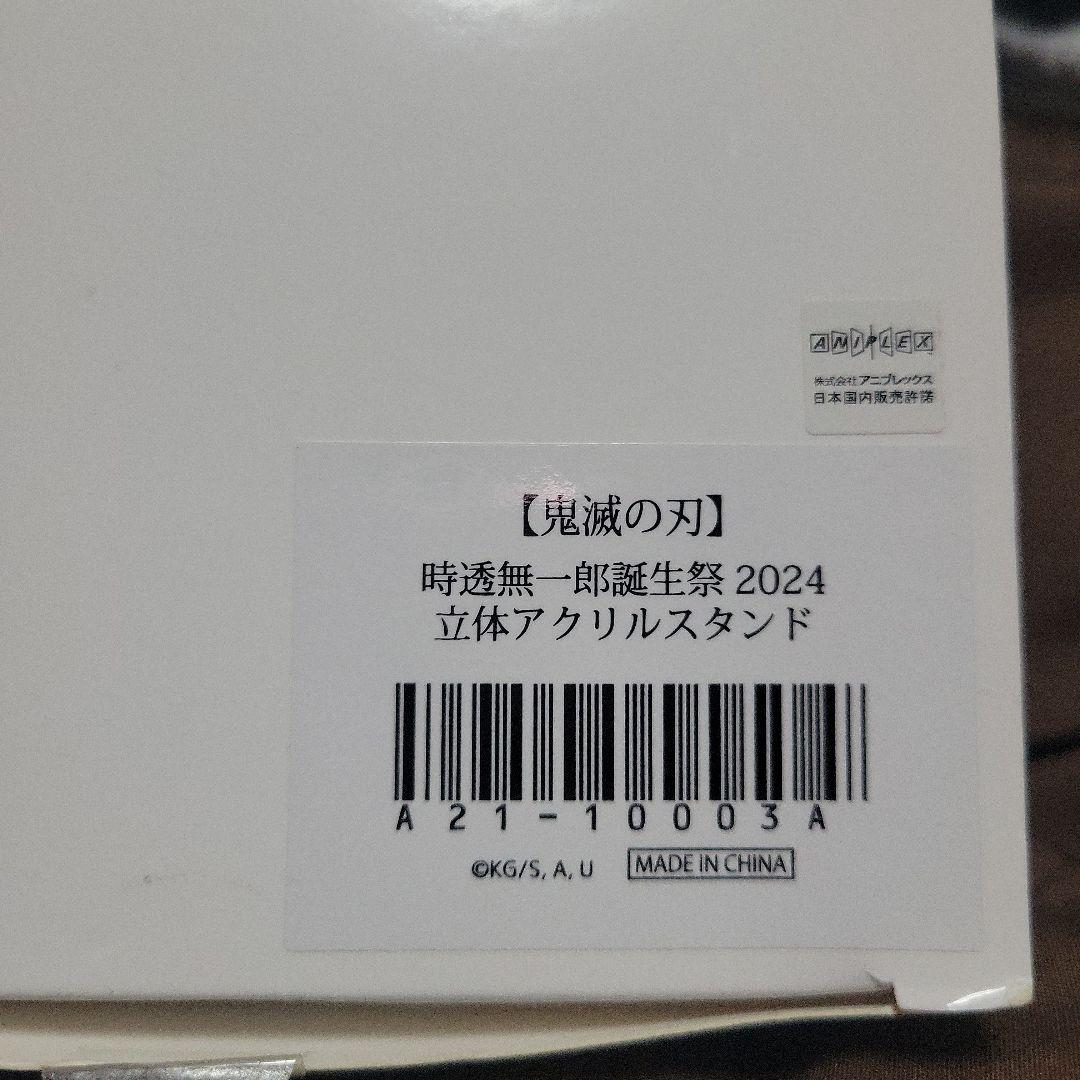 ANIPLEX
株式会社アニプレックス
日本国内販売許諾
【鬼滅の刃】
時透無一郎誕生祭 2024
立体アクリルスタンド
A21-10003A
©KG/S, A, U
MADE IN CHINA